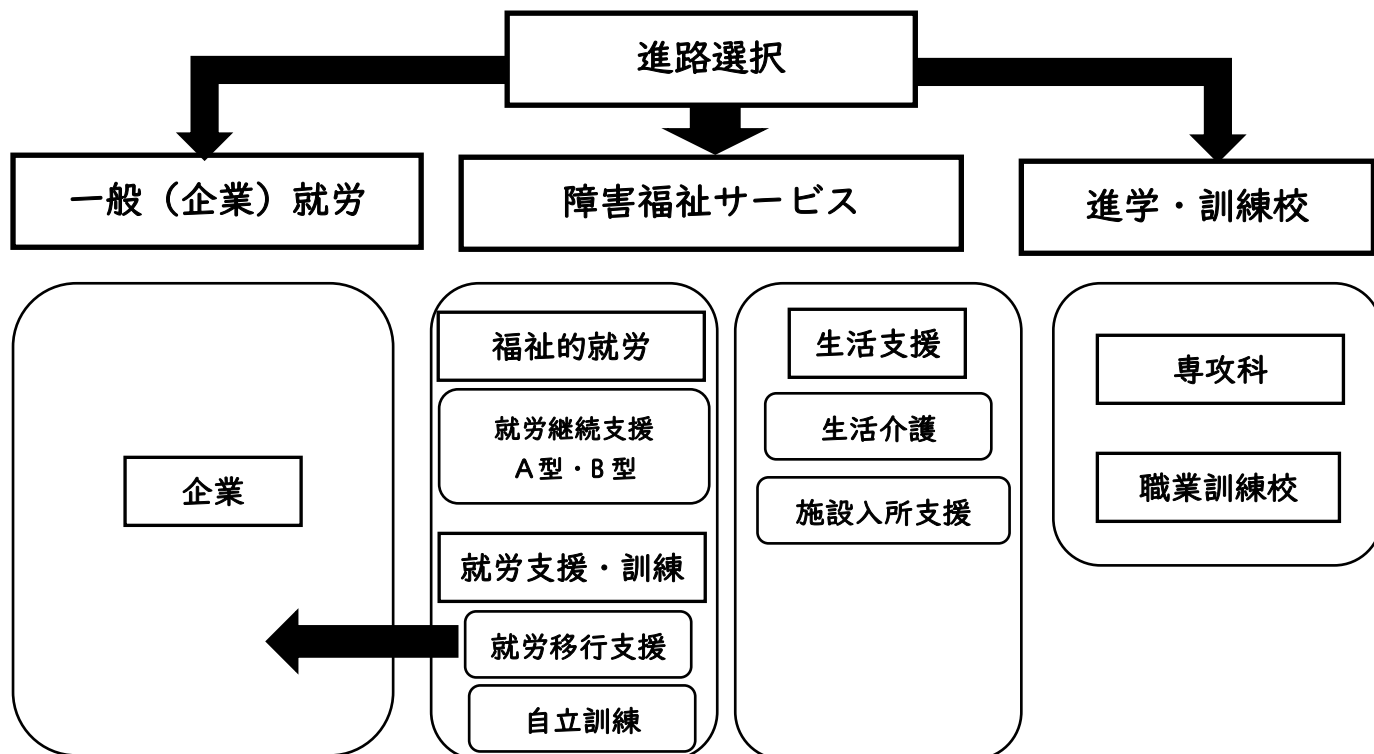 進路選択
一般（企業）就労
障害福祉サービス
進学・訓練校
企業
福祉的就労
就労継続支援
A型・B型
就労支援・訓練
就労移行支援
自立訓練
生活支援
生活介護
施設入所支援
専攻科
職業訓練校